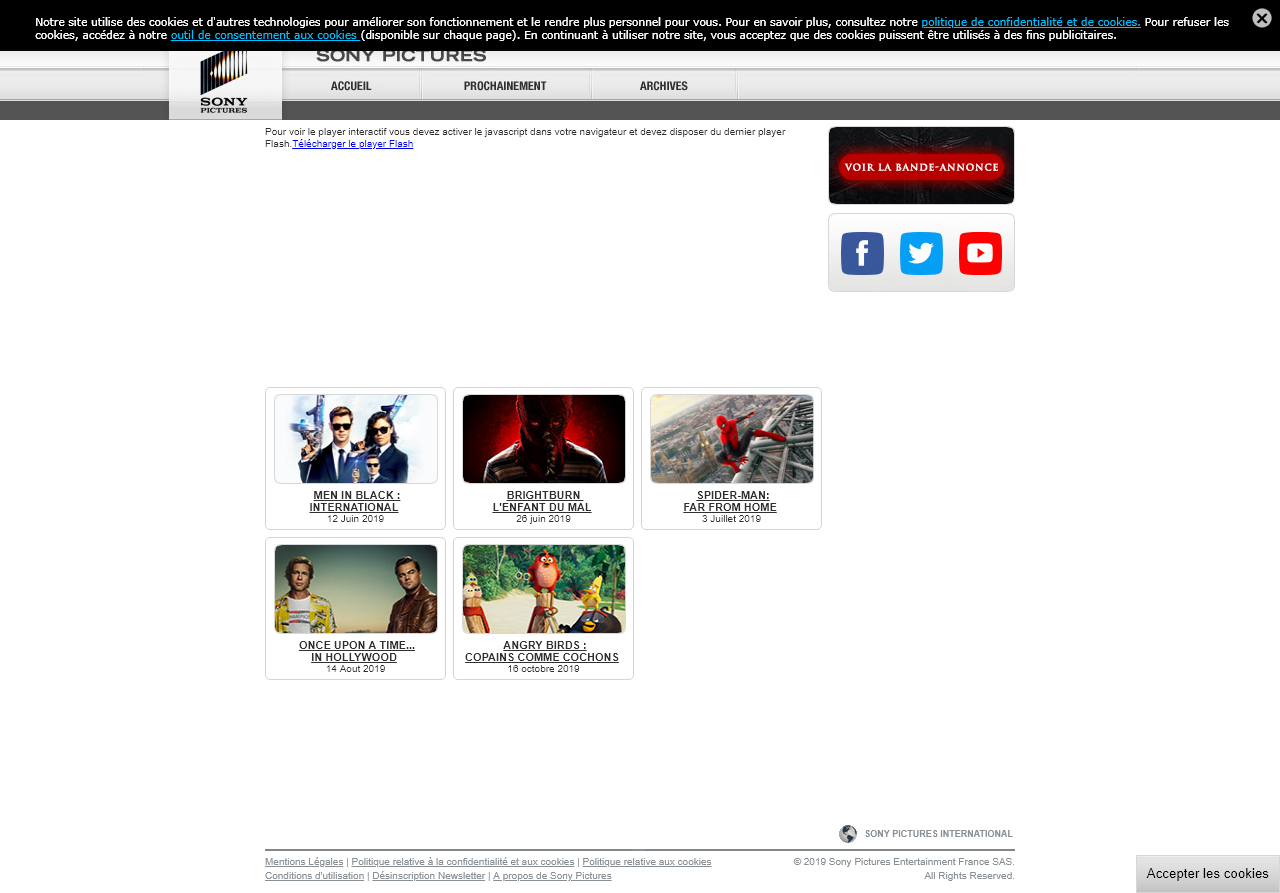 Notre site utilise des cookies et d'autres technologies pour améliorer son fonctionnement et le rendre plus personnel pour vous. Pour en savoir plus, consultez notre politique de confidentialité et de cookies. Pour refuser les
cookies, accédez à notre outil de consentement aux cookies (disponible sur chaque page). En continuant à utiliser notre site, vous acceptez que des cookies puissent être utilisés à des fins publicitaires.
SONY PICTURES
SONY
PICTURES
ACCUEIL
PROCHAINEMENT
ARCHIVES
Pour voir le player interactif vous devez activer le javascript dans votre navigateur et devez disposer du dernier player
Flash.Télécharger le player Flash
VOIR LA BANDE-ANNONCE
MEN IN BLACK :
INTERNATIONAL
12 Juin 2019
BRIGHTBURN
L'ENFANT DU MAL
26 juin 2019
SPIDER-MAN:
FAR FROM HOME
3 Juillet 2019
ONCE UPON A TIME...
IN HOLLYWOOD
14 Aout 2019
ANGRY BIRDS :
COPAINS COMME COCHONS
16 octobre 2019
SONY PICTURES INTERNATIONAL
Mentions Légales | Politique relative à la confidentialité et aux cookies | Politique relative aux cookies
Conditions d'utilisation | Désinscription Newsletter | A propos de Sony Pictures
© 2019 Sony Pictures Entertainment France SAS.
All Rights Reserved.
Accepter les cookies